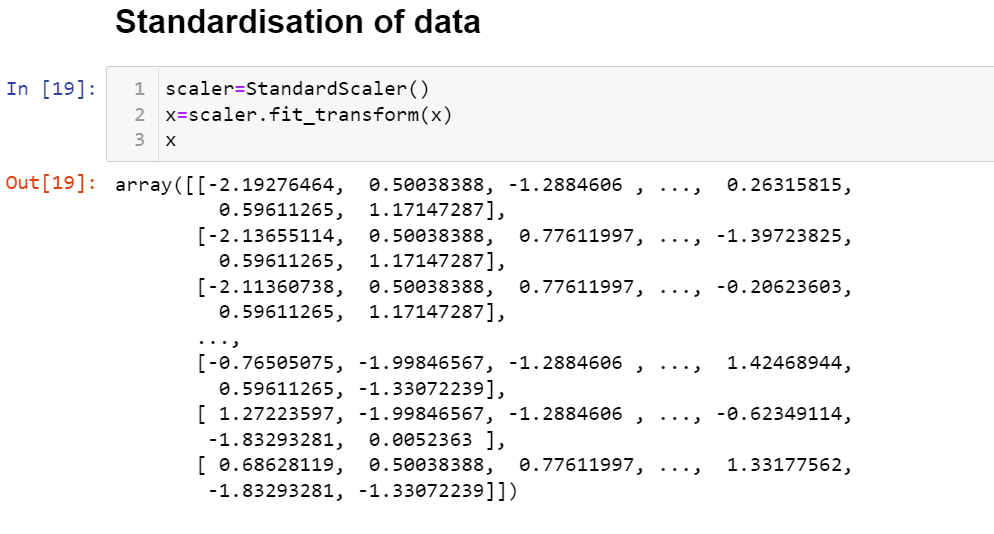 Standardisation of data
In [19]: 1 scaler=StandardScaler()
2 x=scaler.fit_transform(x)
3 x
Out[19]: array([[-2.19276464,  0.50038388, -1.2884606 , ...,  0.26315815,
0.59611265,  1.17147287],
[-2.13655114,  0.50038388,  0.77611997, ..., -1.39723825,
0.59611265,  1.17147287],
[-2.11360738,  0.50038388,  0.77611997, ..., -0.20623603,
0.59611265,  1.17147287],
...,
[-0.76505075, -1.99846567, -1.2884606 , ...,  1.42468944,
0.59611265, -1.33072239],
[ 1.27223597, -1.99846567, -1.2884606 , ..., -0.62349114,
-1.83293281,  0.0052363 ],
[ 0.68628119,  0.50038388,  0.77611997, ...,  1.33177562,
-1.83293281, -1.33072239]])